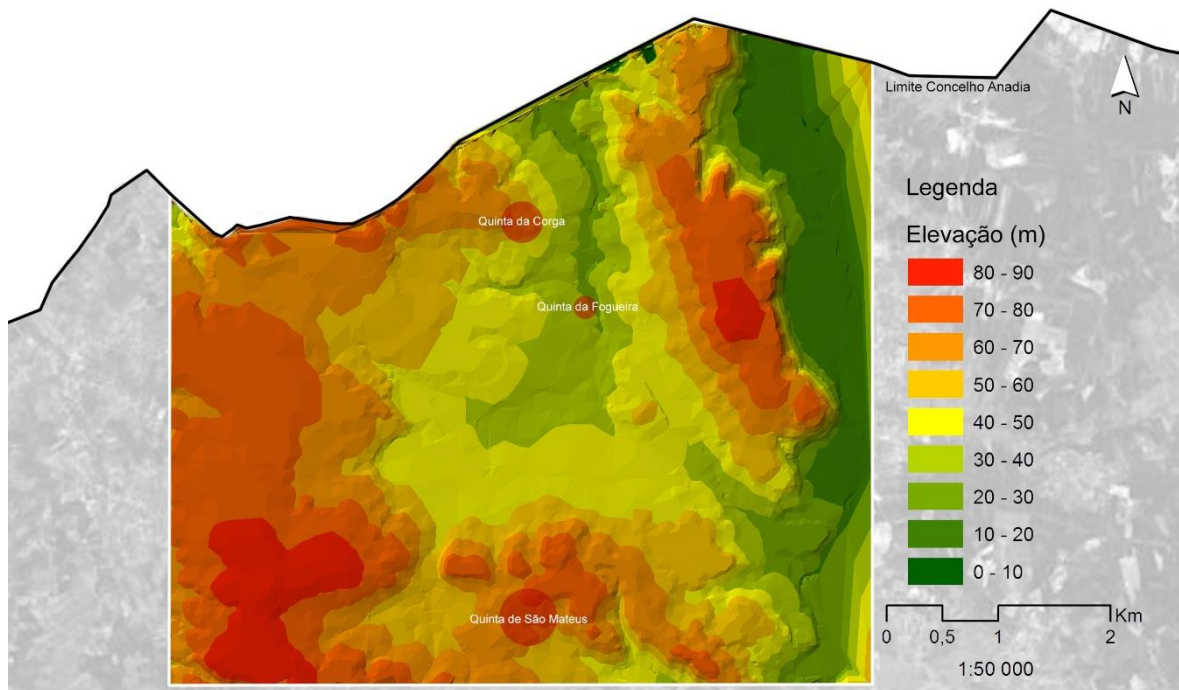 Limite Concelho Anadia
N
Legenda
Quinta da Corga
Elevação (m)
80 - 90
Quinta da Fogueira
70 - 80
60 - 70
50 - 60
40 - 50
30 - 40
20 - 30
10 - 20
0 - 10
Quinta de São Mateus
Km
0 0,5 1 2
1:50 000